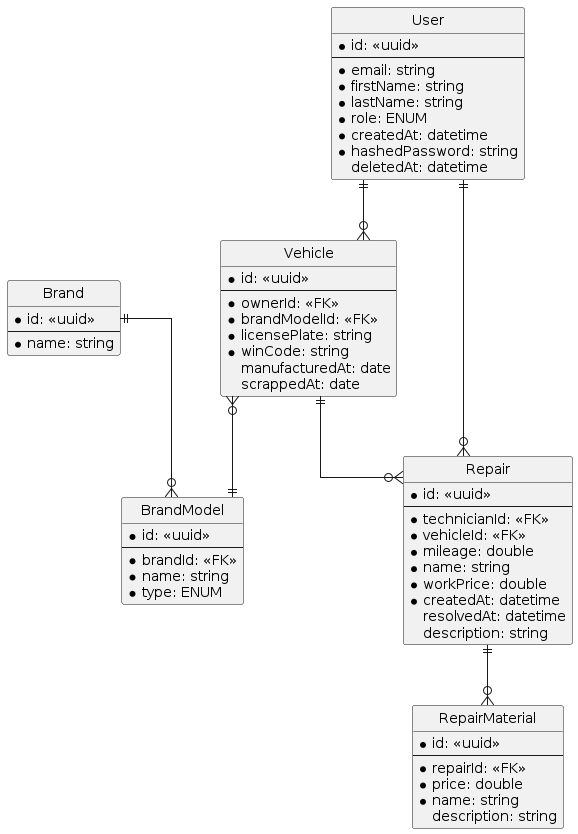 User
id: «uuid»
email: string
firstName: string
lastName: string
role: ENUM
createdAt: datetime
hashedPassword: string
deletedAt: datetime
Vehicle
id: «uuid»
ownerId: «FK»
brandModelId: «FK»
licensePlate: string
winCode: string
manufacturedAt: date
scrappedAt: date
Brand
id: «uuid»
name: string
BrandModel
id: «uuid»
brandId: «FK»
name: string
type: ENUM
Repair
id: «uuid»
technicianId: «FK»
vehicleId: «FK»
mileage: double
name: string
workPrice: double
createdAt: datetime
resolvedAt: datetime
description: string
RepairMaterial
id: «uuid»
repairId: «FK»
price: double
name: string
description: string